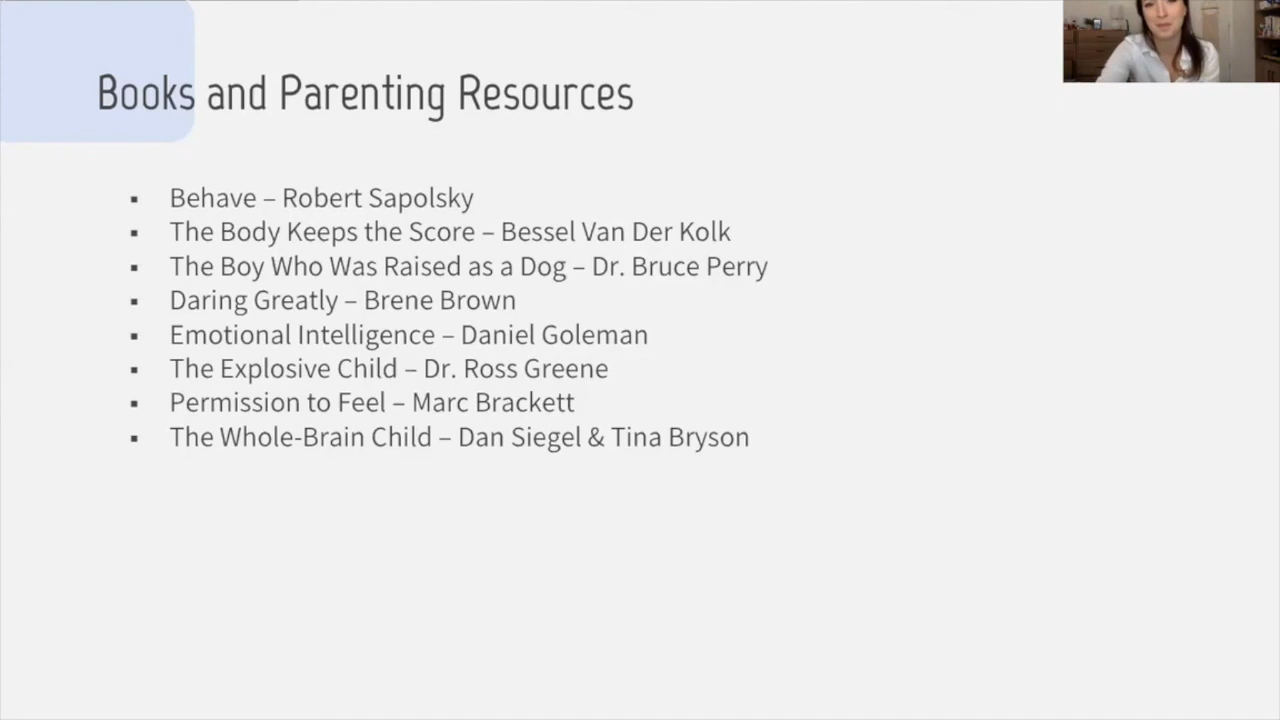 Books and Parenting Resources
▪ Behave – Robert Sapolsky
▪ The Body Keeps the Score – Bessel Van Der Kolk
▪ The Boy Who Was Raised as a Dog – Dr. Bruce Perry
▪ Daring Greatly – Brene Brown
▪ Emotional Intelligence – Daniel Goleman
▪ The Explosive Child – Dr. Ross Greene
▪ Permission to Feel – Marc Brackett
▪ The Whole-Brain Child – Dan Siegel & Tina Bryson